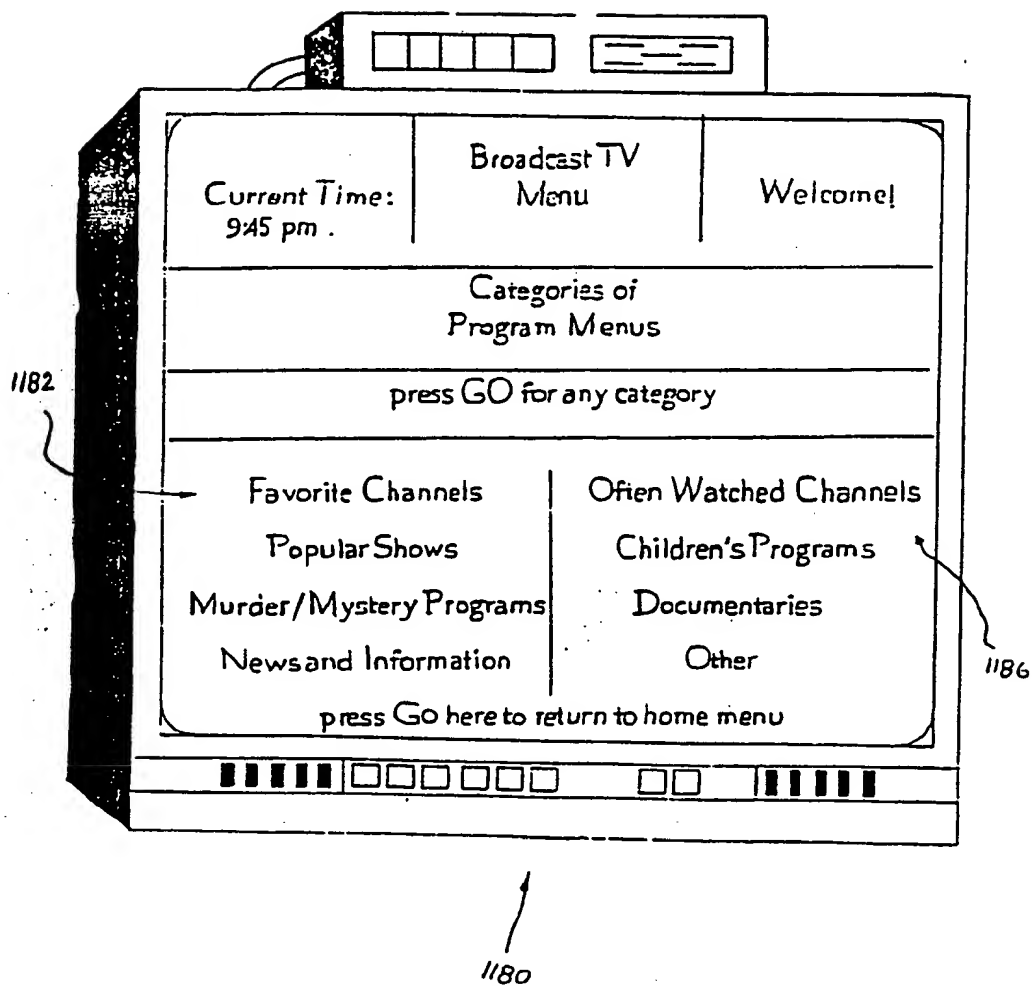 Current Time:
9:45 pm .
Broadcast TV
Menu
Welcome!
Categories of
Program Menus
press GO for any category
1182
Favorite Channels
Often Watched Channels
Popular Shows
Children's Programs
Murder/Mystery Programs
Documentaries
News and Information
Other
1186
press Go here to return to home menu
1180